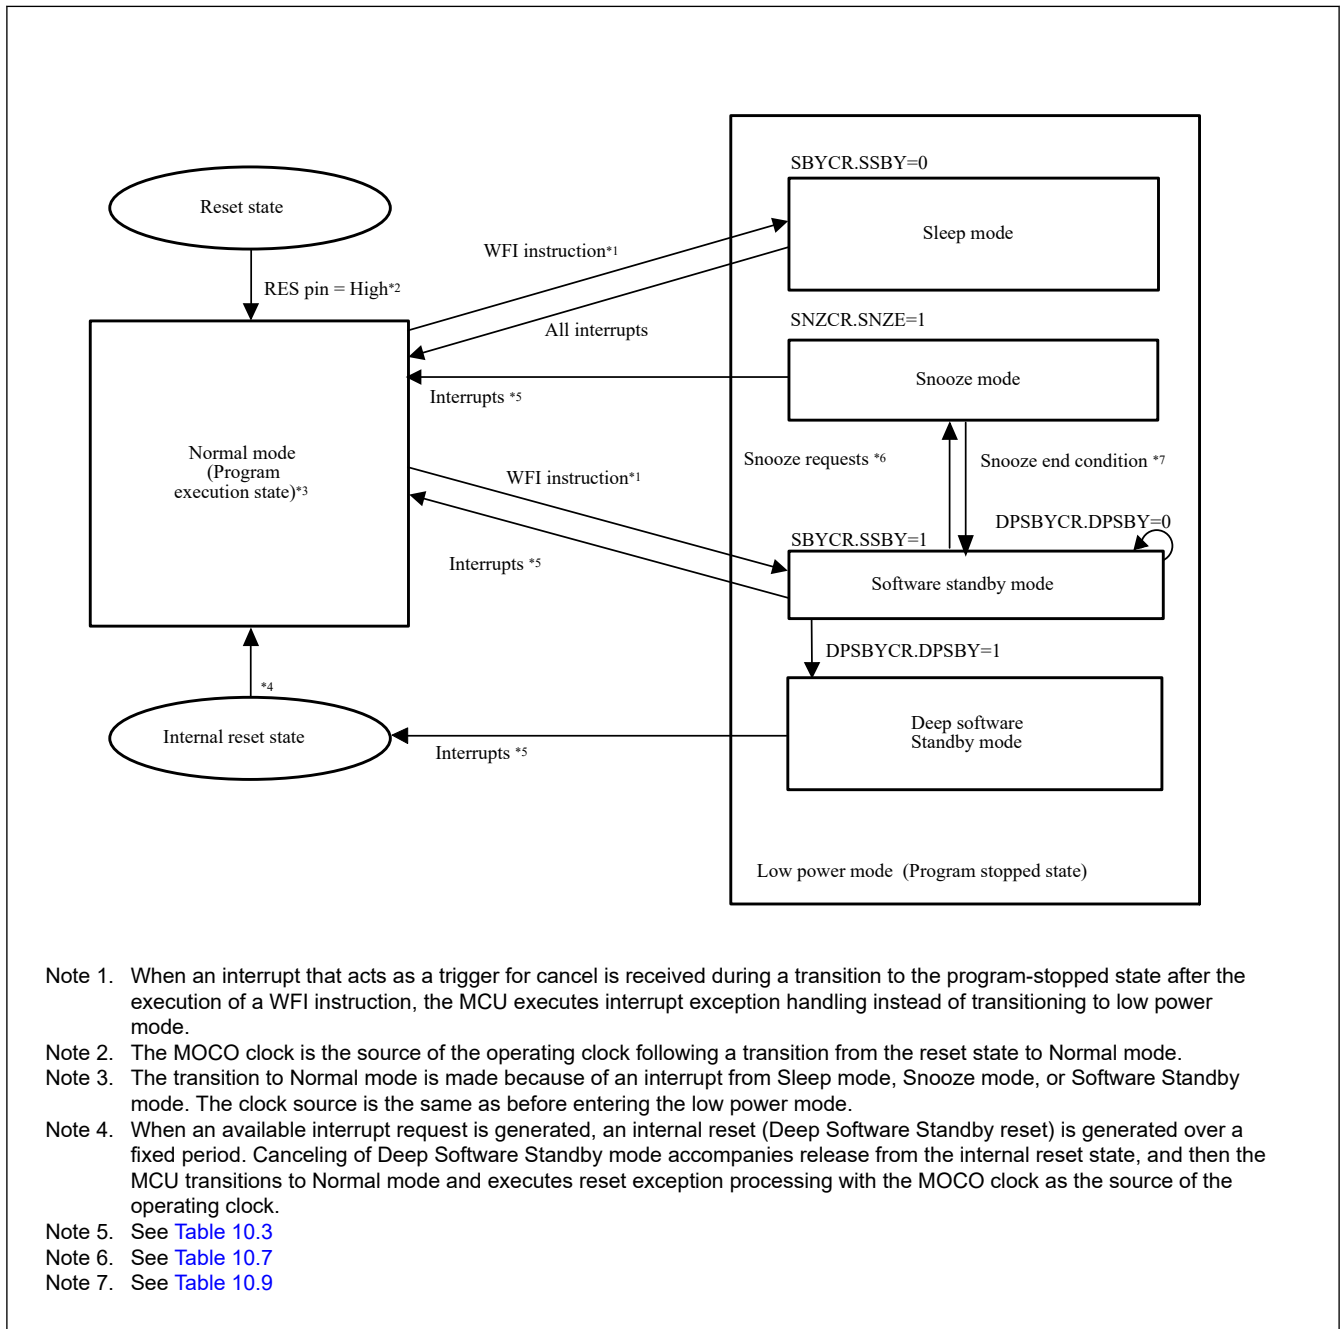 SBYCR.SSBY=0
Reset state
Sleep mode
WFI instruction*1
RES pin = High*2
SNZCR.SNZE=1
All interrupts
Snooze mode
Interrupts *5
Normal mode
(Program
execution state)*3
Snooze requests *6
Snooze end condition *7
WFI instruction*1
DPSBYCR.DPSBY=0
SBYCR.SSBY=1
Interrupts *5
Software standby mode
DPSBYCR.DPSBY=1
*4
Internal reset state
Deep software
Standby mode
Interrupts *5
Low power mode (Program stopped state)
Note 1. When an interrupt that acts as a trigger for cancel is received during a transition to the program-stopped state after the
execution of a WFI instruction, the MCU executes interrupt exception handling instead of transitioning to low power
mode.
Note 2. The MOCO clock is the source of the operating clock following a transition from the reset state to Normal mode.
Note 3. The transition to Normal mode is made because of an interrupt from Sleep mode, Snooze mode, or Software Standby
mode. The clock source is the same as before entering the low power mode.
Note 4. When an available interrupt request is generated, an internal reset (Deep Software Standby reset) is generated over a
fixed period. Canceling of Deep Software Standby mode accompanies release from the internal reset state, and then the
MCU transitions to Normal mode and executes reset exception processing with the MOCO clock as the source of the
operating clock.
Note 5. See Table 10.3
Note 6. See Table 10.7
Note 7. See Table 10.9